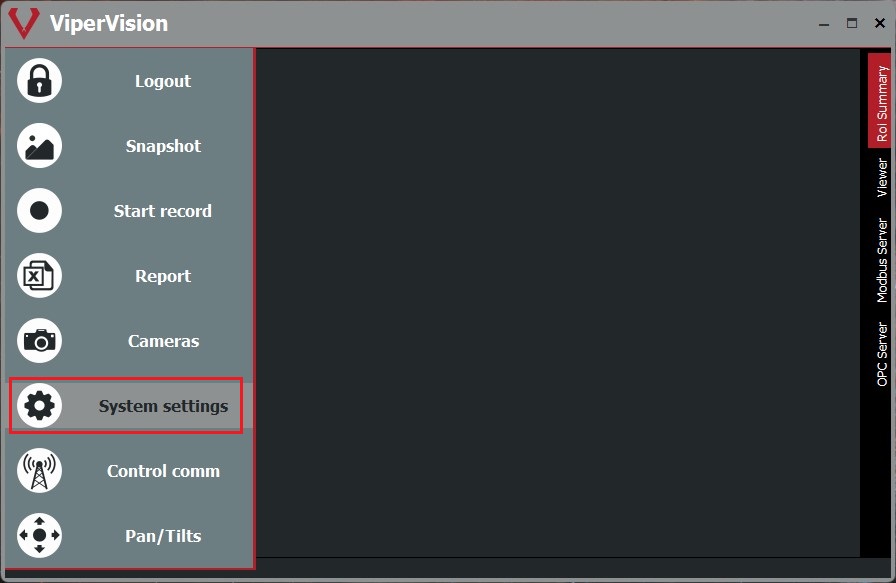 ViperVision
Logout
Snapshot
Start record
Report
Cameras
System settings
Control comm
Pan/Tilts
Roi Summary
Viewer
Modbus Server
OPC Server